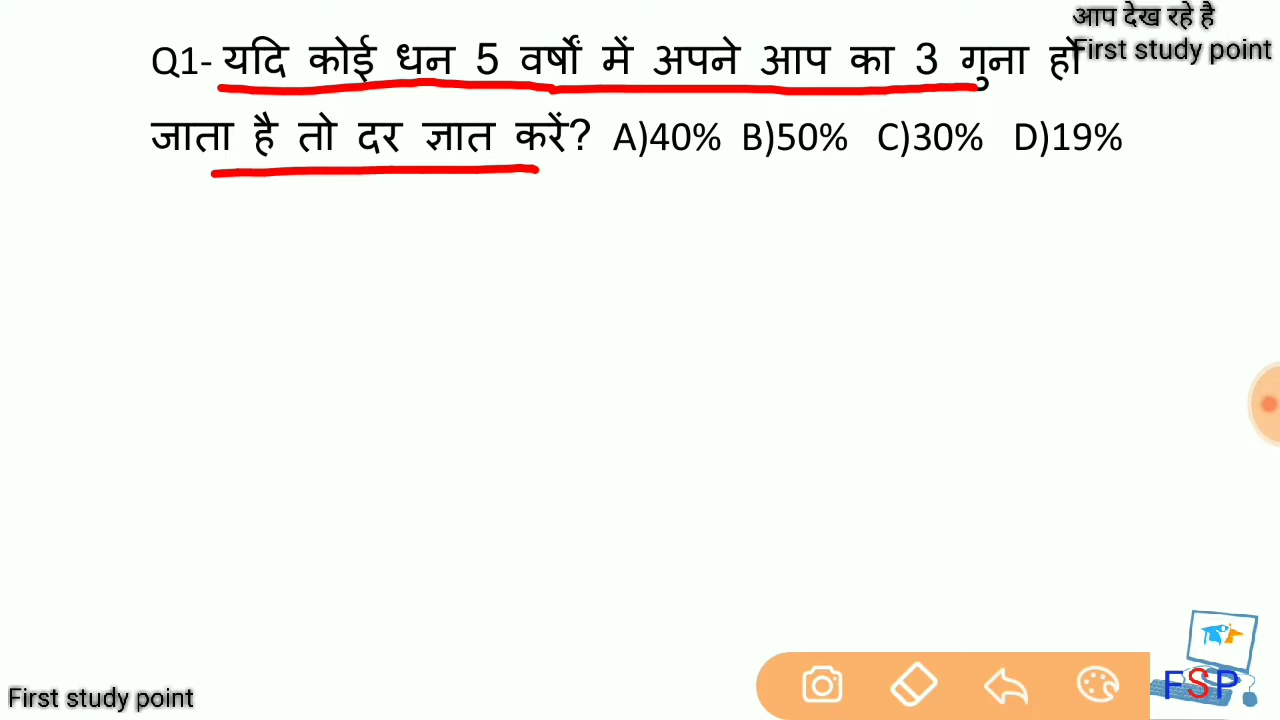 आप देख रहे है
First study point
Q1- यदि कोई धन 5 वर्षों में अपने आप का 3 गुना हो
जाता है तो दर ज्ञात करें? A)40% B)50% C)30% D)19%
FSP
First study point